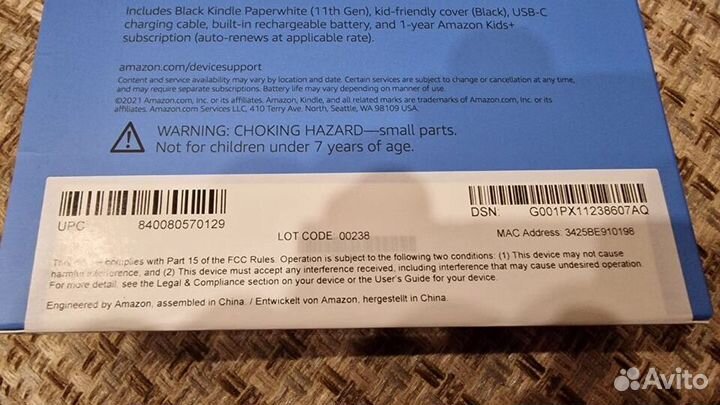 Includes Black Kindle Paperwhite (11th Gen), kid-friendly cover (Black), USB-C
charging cable, built-in rechargeable battery, and 1-year Amazon Kids+
subscription (auto-renews at applicable rate).
amazon.com/devicesupport
Content and service availability may vary by location and date. Certain services are subject to change or cancellation at any time,
and may require separate subscriptions. Battery life may vary depending on manner of use.
©2021 Amazon.com, Inc. or its affiliates. Amazon, Kindle, and all related marks are trademarks of Amazon.com, Inc. or its
affiliates. Amazon.com Services LLC, 410 Terry Ave. North, Seattle, WA 98109 USA.
WARNING: CHOKING HAZARD—small parts.
Not for children under 7 years of age.
UPC: 840080570129
DSN: G001PX11238607AQ
LOT CODE 00238
MAC Address: 3425BE910198
complies with Part 15 of the FCC Rules. Operation is subject to the following two conditions: (1) This device may not cause
harmful interference, and (2) This device must accept any interference received, including interference that may cause undesired operation.
For more detail, see the Legal & Compliance section on your device or the User's Guide for your device.
Engineered by Amazon, assembled in China. / Entwickelt von Amazon, hergestellt in China.
Avito